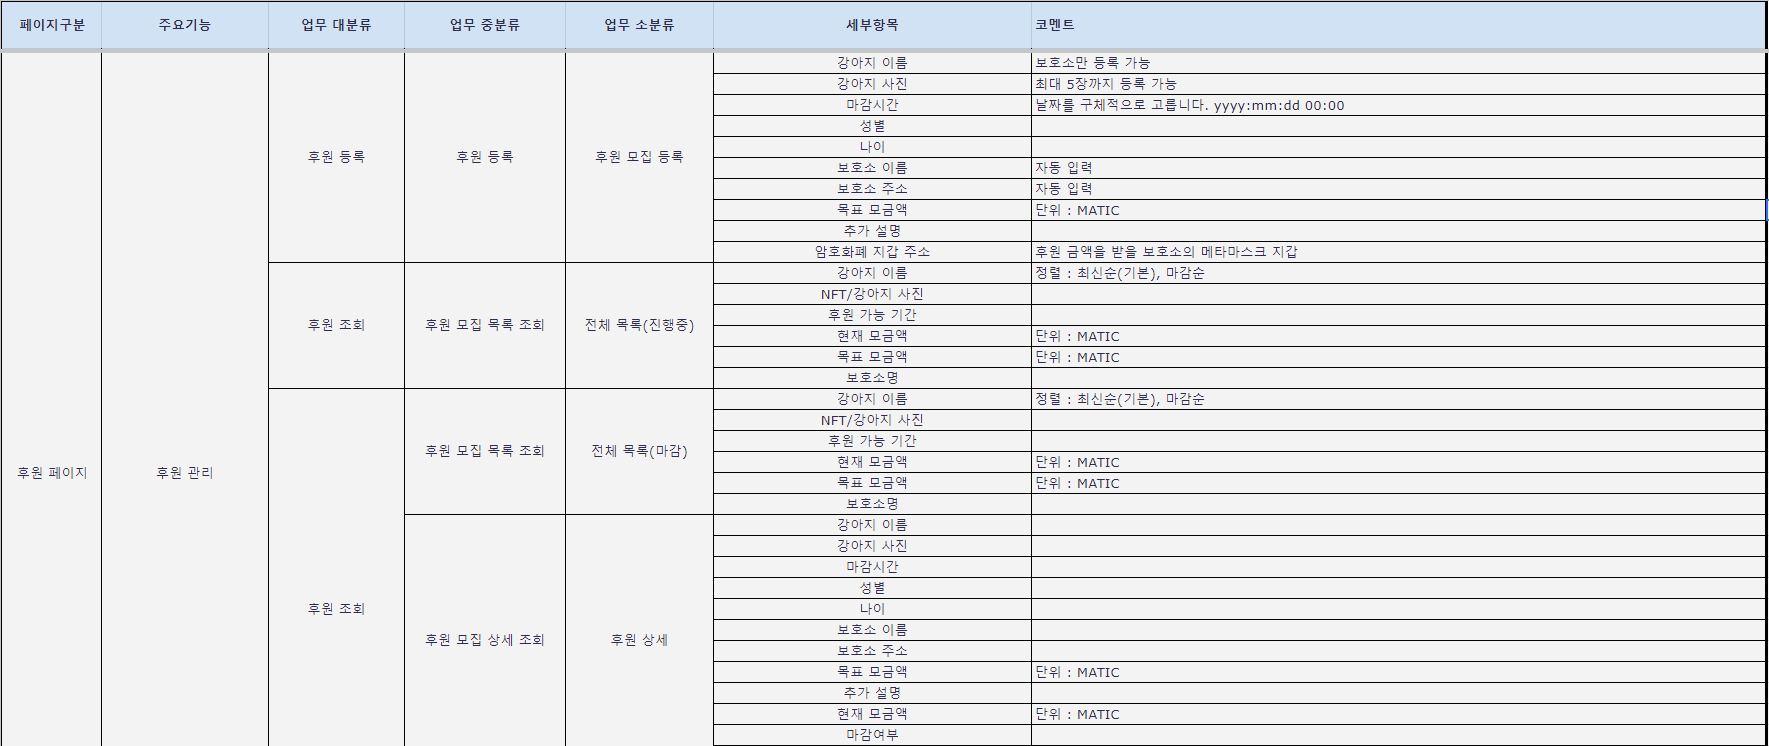 페이지구분 주요기능 업무 대분류 업무 중분류 업무 소분류 세부항목 코멘트
강아지 이름 보호소만 등록 가능
강아지 사진 최대 5장까지 등록 가능
마감시간 날짜를 구체적으로 고릅니다. yyyy:mm:dd 00:00
성별
나이
후원 등록 후원 등록 후원 모집 등록
보호소 이름 자동 입력
보호소 주소 자동 입력
목표 모금액 단위 : MATIC
추가 설명
암호화폐 지갑 주소 후원 금액을 받을 보호소의 메타마스크 지갑
강아지 이름 정렬 : 최신순(기본), 마감순
NFT/강아지 사진
후원 가능 기간
후원 조회 후원 모집 목록 조회 전체 목록(진행중)
현재 모금액 단위 : MATIC
목표 모금액 단위 : MATIC
보호소명
강아지 이름 정렬 : 최신순(기본), 마감순
NFT/강아지 사진
후원 가능 기간
후원 모집 목록 조회 전체 목록(마감)
현재 모금액 단위 : MATIC
후원 페이지 후원 관리
목표 모금액 단위 : MATIC
보호소명
강아지 이름
강아지 사진
마감시간
성별
후원 조회
나이
보호소 이름
후원 모집 상세 조회 후원 상세
보호소 주소
목표 모금액 단위 : MATIC
추가 설명
현재 모금액 단위 : MATIC
마감여부